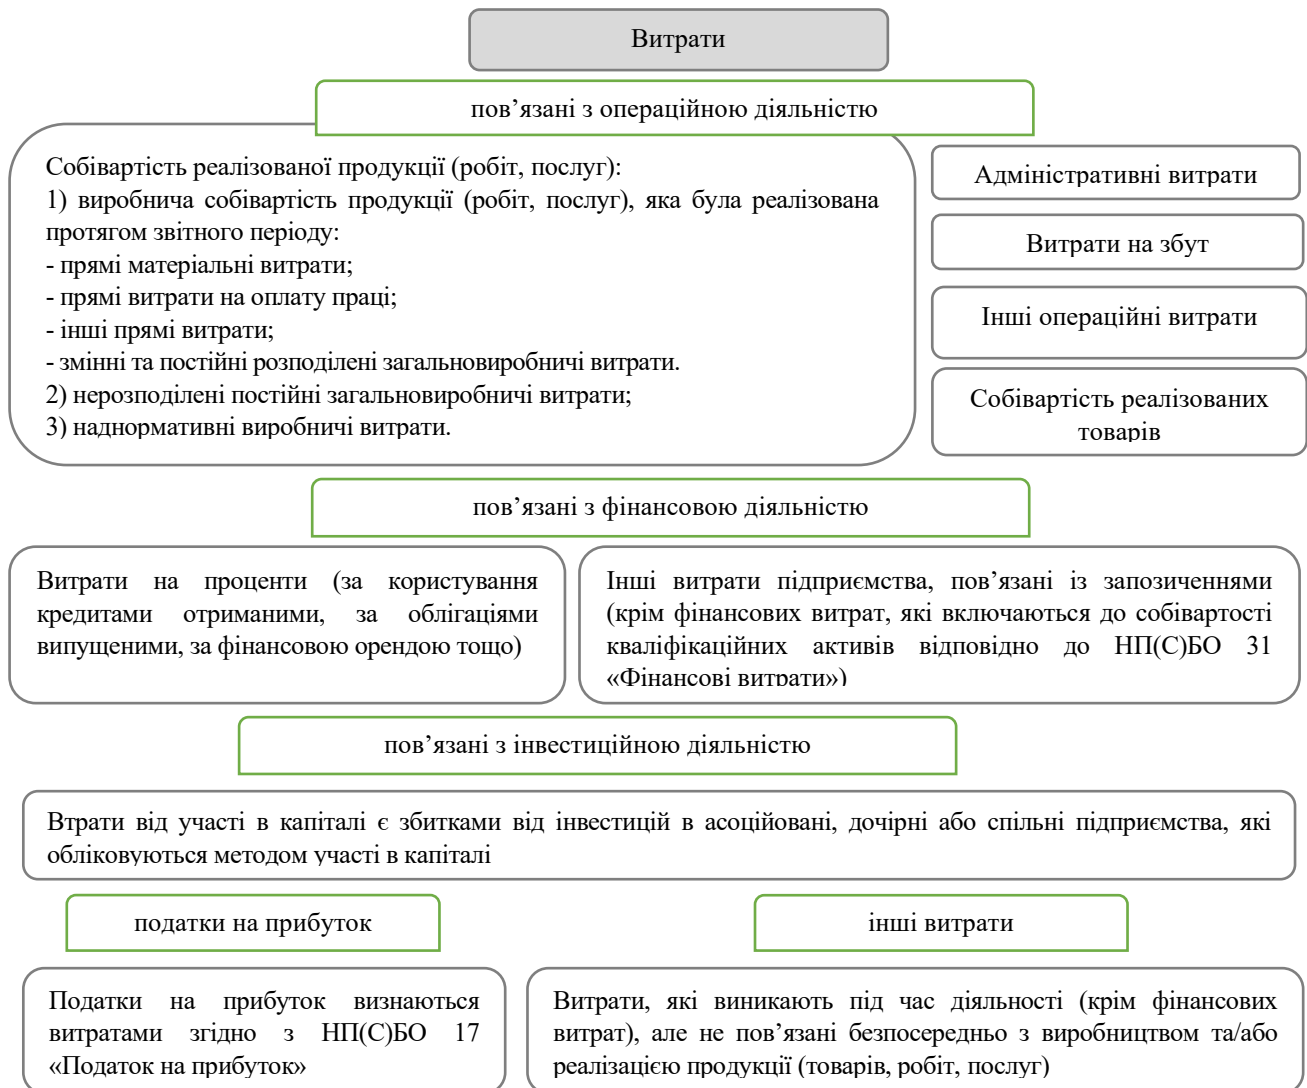 Витрати
пов’язані з операційною діяльністю
Собівартість реалізованої продукції (робіт, послуг):
1) виробнича собівартість продукції (робіт, послуг), яка була реалізована
протягом звітного періоду:
- прямі матеріальні витрати;
- прямі витрати на оплату праці;
- інші прямі витрати;
- змінні та постійні розподілені загальновиробничі витрати.
2) нерозподілені постійні загальновиробничі витрати;
3) наднормативні виробничі витрати.
Адміністративні витрати
Витрати на збут
Інші операційні витрати
Собівартість реалізованих
товарів
пов’язані з фінансовою діяльністю
Витрати на проценти (за користування
кредитами отриманими, за облігаціями
випущеними, за фінансовою орендою тощо)
Інші витрати підприємства, пов’язані із запозиченнями
(крім фінансових витрат, які включаються до собівартості
кваліфікаційних активів відповідно до НП(С)БО 31
«Фінансові витрати»)
пов’язані з інвестиційною діяльністю
Втрати від участі в капіталі є збитками від інвестицій в асоційовані, дочірні або спільні підприємства, які
обліковуються методом участі в капіталі
податки на прибуток
інші витрати
Податки на прибуток визнаються
витратами згідно з НП(С)БО 17
«Податок на прибуток»
Витрати, які виникають під час діяльності (крім фінансових
витрат), але не пов’язані безпосередньо з виробництвом та/або
реалізацією продукції (товарів, робіт, послуг)